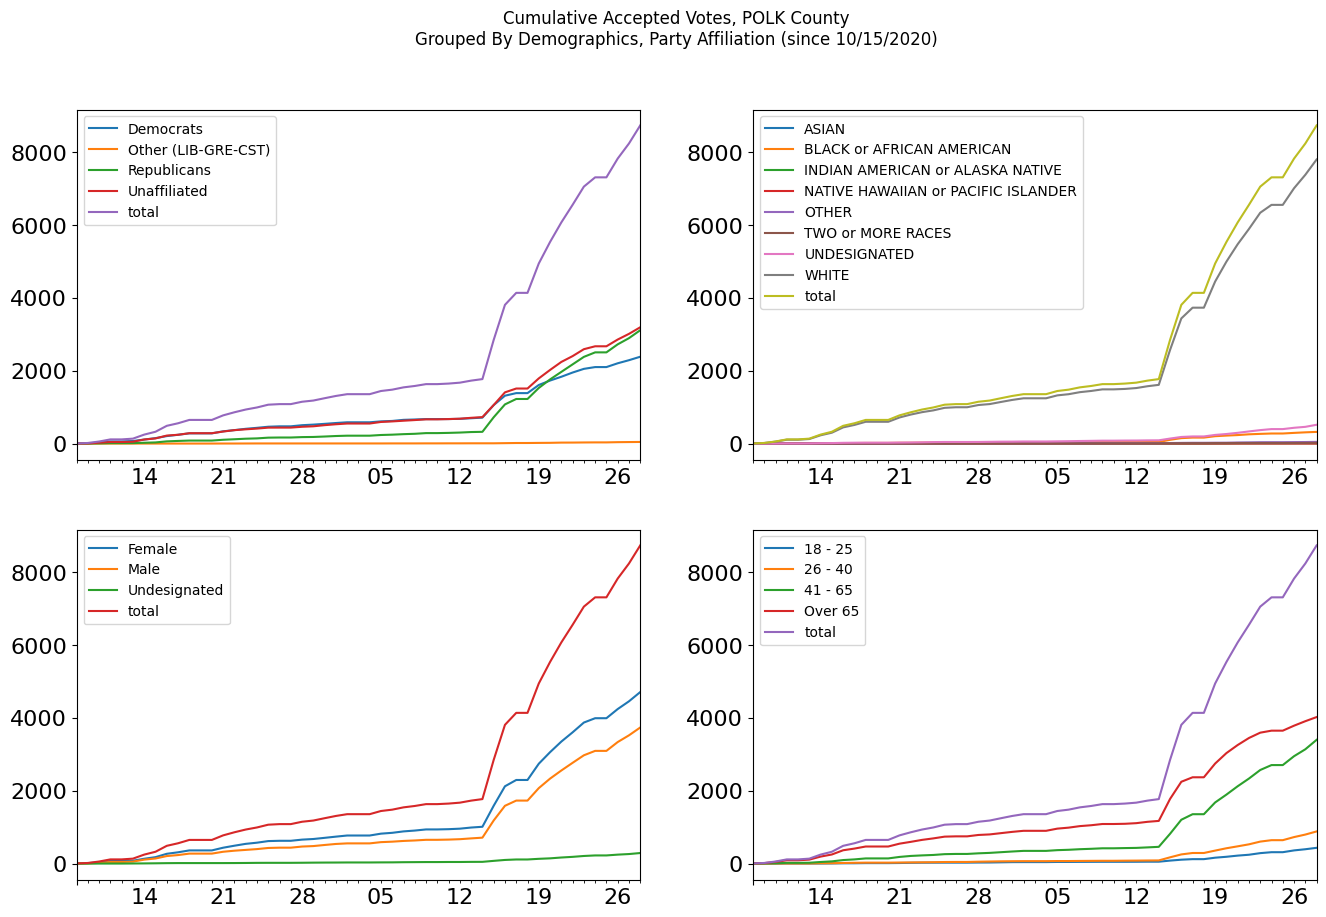 Cumulative Accepted Votes, POLK County
Grouped By Demographics, Party Affiliation (since 10/15/2020)
Democrats
Other (LIB-GRE-CST)
Republicans
Unaffiliated
total
8000
6000
4000
2000
0
14 21 28 05 12 19 26
ASIAN
BLACK or AFRICAN AMERICAN
INDIAN AMERICAN or ALASKA NATIVE
NATIVE HAWAIIAN or PACIFIC ISLANDER
OTHER
TWO or MORE RACES
UNDESIGNATED
WHITE
total
8000
6000
4000
2000
0
14 21 28 05 12 19 26
Female
Male
Undesignated
total
8000
6000
4000
2000
0
14 21 28 05 12 19 26
18 - 25
26 - 40
41 - 65
Over 65
total
8000
6000
4000
2000
0
14 21 28 05 12 19 26